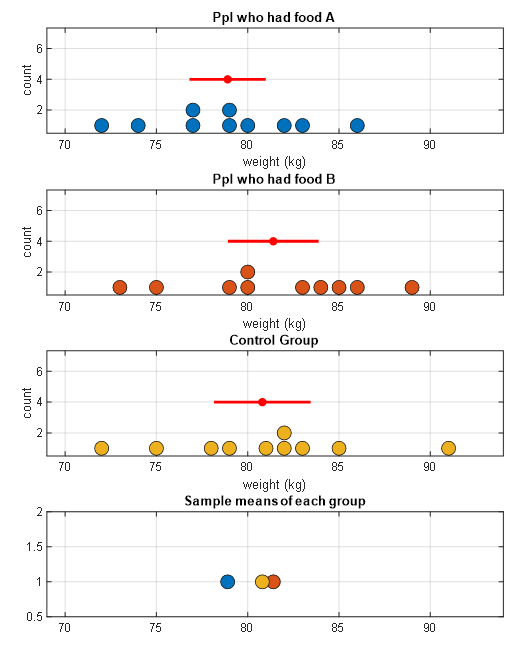 Ppl who had food A
6
4
2
count
70 75 80 85 90
weight (kg)
Ppl who had food B
6
4
2
count
70 75 80 85 90
weight (kg)
Control Group
6
4
2
count
70 75 80 85 90
weight (kg)
Sample means of each group
2
1.5
1
0.5
70 75 80 85 90